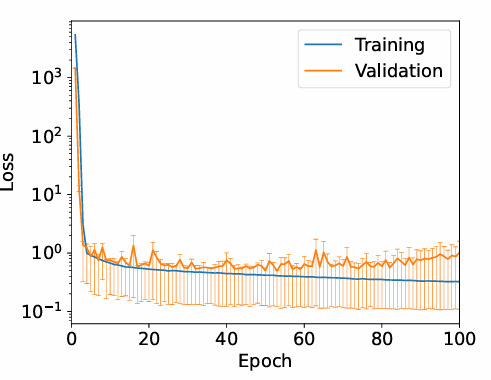 Training
Validation
10³
10²
10¹
10⁰
10⁻¹
Loss
0 20 40 60 80 100
Epoch